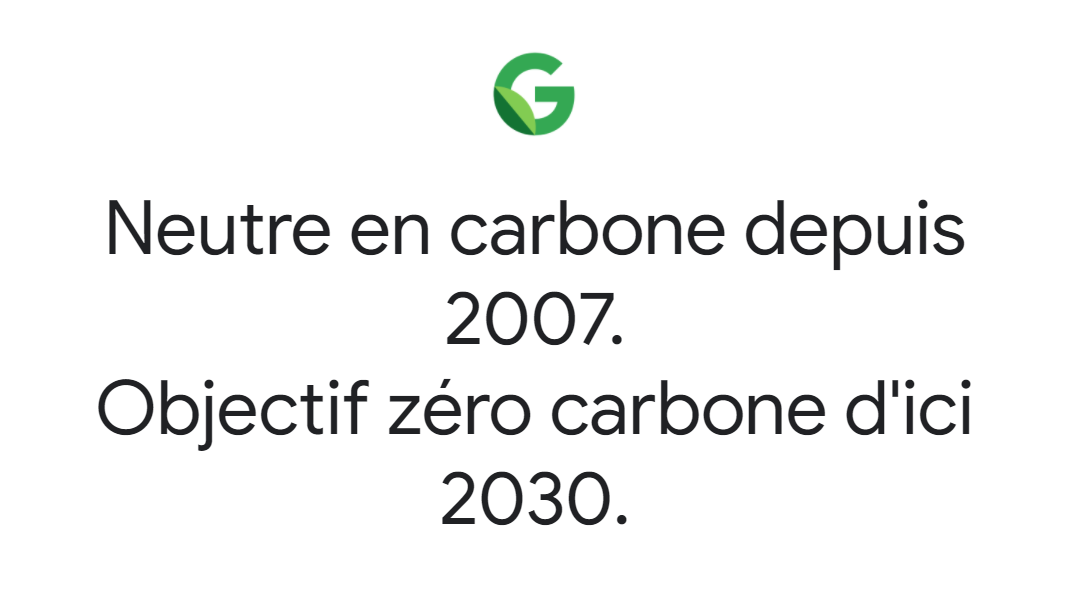 Neutre en carbone depuis
2007.
Objectif zéro carbone d'ici
2030.